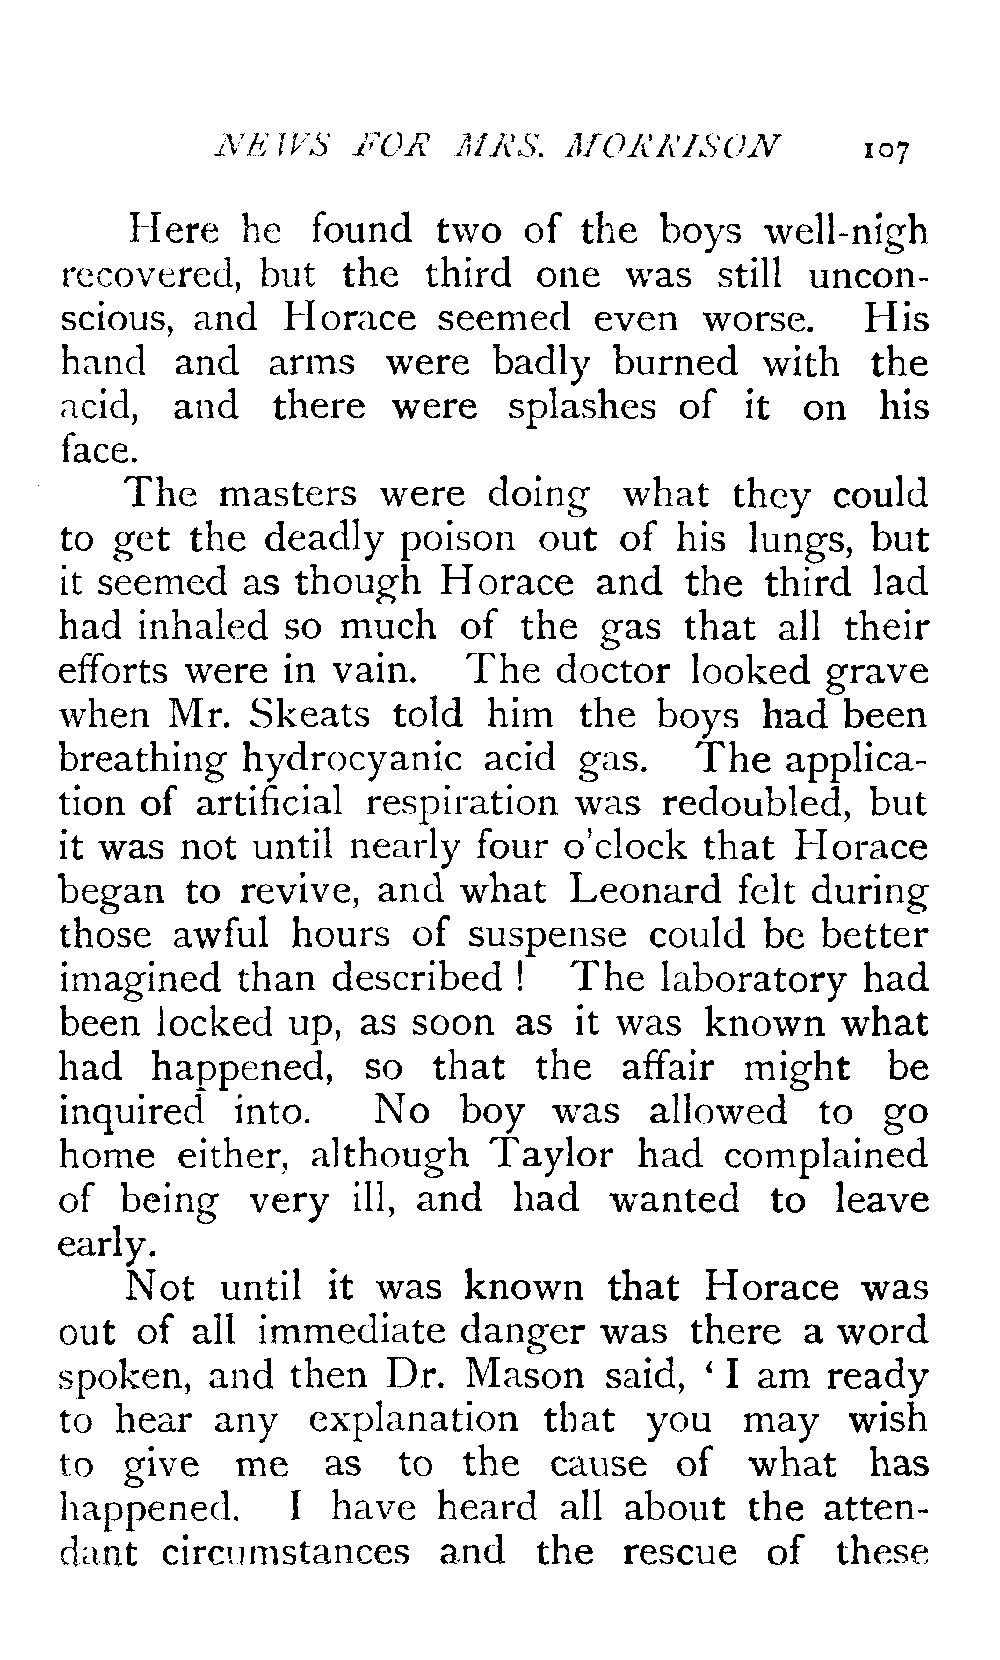 NEWS FOR MRS. MORRISON 107
Here he found two of the boys well-nigh
recovered, but the third one was still uncon-
scious, and Horace seemed even worse. His
hand and arms were badly burned with the
acid, and there were splashes of it on his
face.
The masters were doing what they could
to get the deadly poison out of his lungs, but
it seemed as though Horace and the third lad
had inhaled so much of the gas that all their
efforts were in vain. The doctor looked grave
when Mr. Skeats told him the boys had been
breathing hydrocyanic acid gas. The applica-
tion of artificial respiration was redoubled, but
it was not until nearly four o'clock that Horace
began to revive, and what Leonard felt during
those awful hours of suspense could be better
imagined than described ! The laboratory had
been locked up, as soon as it was known what
had happened, so that the affair might be
inquired into. No boy was allowed to go
home either, although Taylor had complained
of being very ill, and had wanted to leave
early.
Not until it was known that Horace was
out of all immediate danger was there a word
spoken, and then Dr. Mason said, ‘ I am ready
to hear any explanation that you may wish
to give me as to the cause of what has
happened. I have heard all about the atten-
dant circumstances and the rescue of these